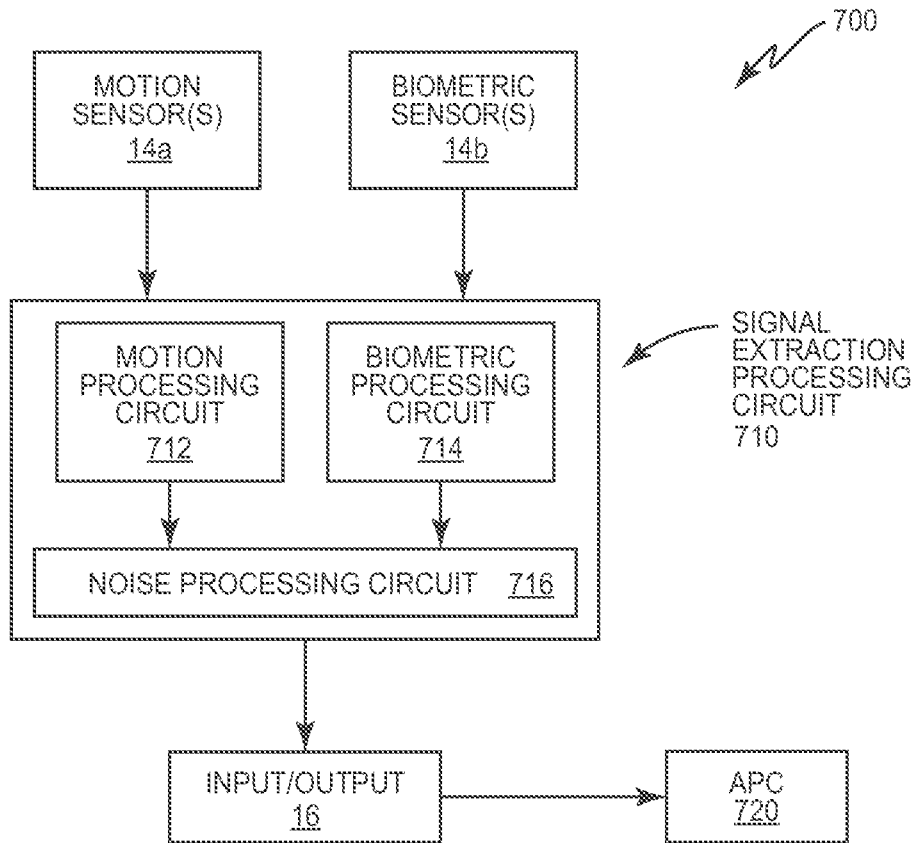 700
MOTION
SENSOR(S)
14a
BIOMETRIC
SENSOR(S)
14b
MOTION
PROCESSING
CIRCUIT
712
BIOMETRIC
PROCESSING
CIRCUIT
714
SIGNAL
EXTRACTION
PROCESSING
CIRCUIT
710
NOISE PROCESSING CIRCUIT 716
INPUT/OUTPUT
16
APC
720